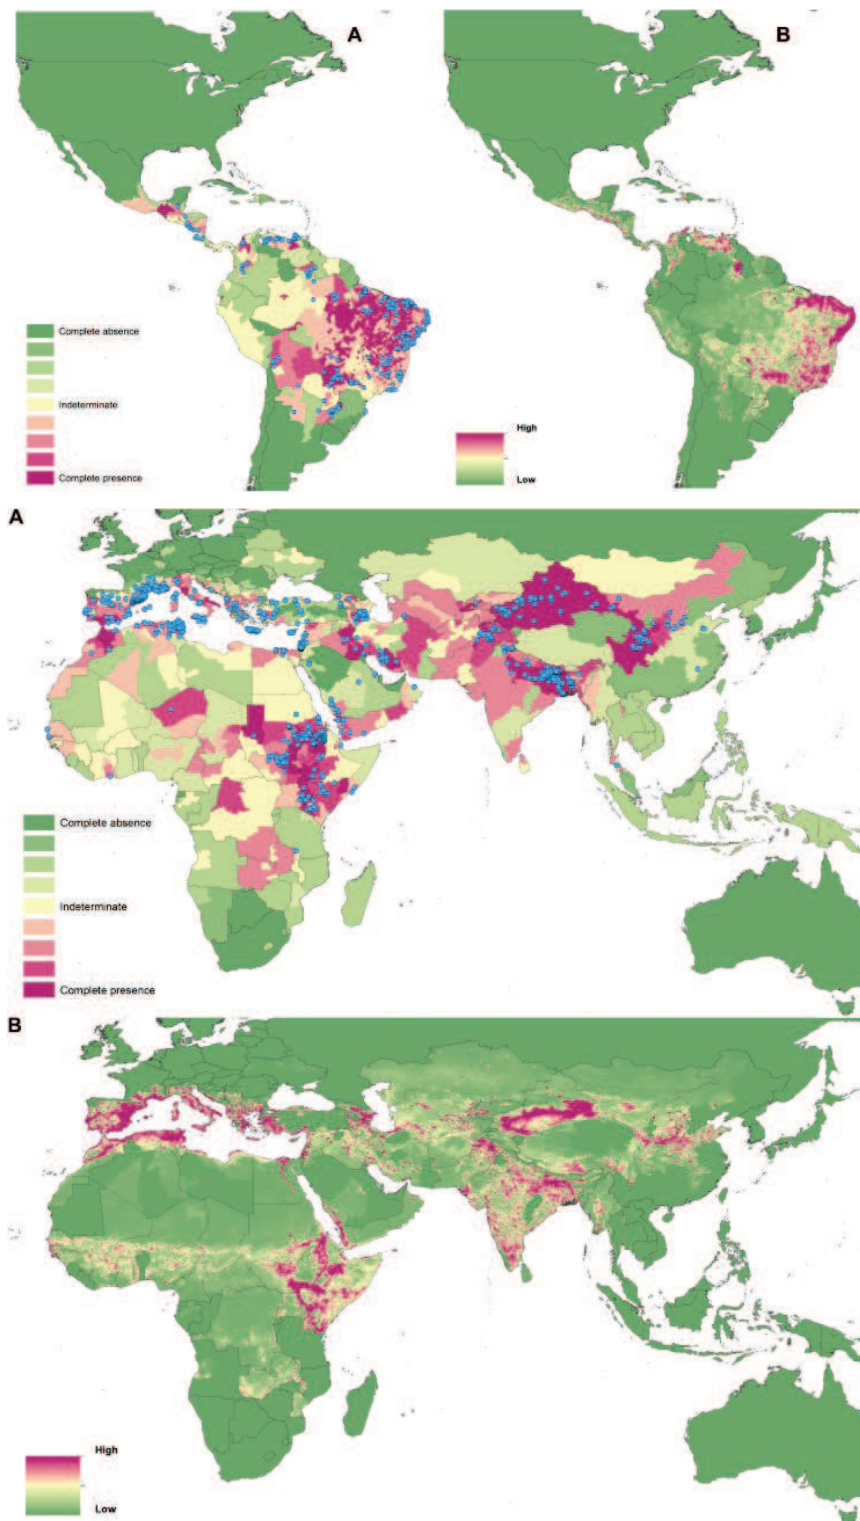 A
B
Complete absence
Indeterminate
Complete presence
High
Low
A
Complete absence
Indeterminate
Complete presence
B
High
Low